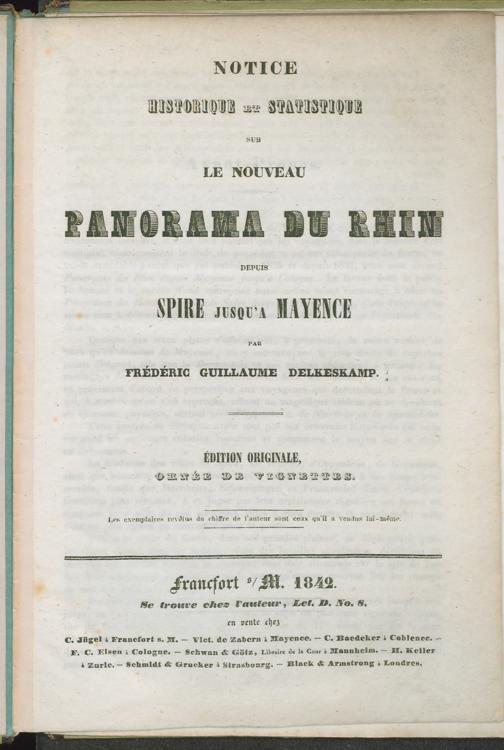 NOTICE
HISTORIQUE ET STATISTIQUE
SUR
LE NOUVEAU
PANORAMA DU RHIN
DEPUIS
SPIRE JUSQU'A MAYENCE
PAR
FRÉDÉRIC GUILLAUME DELKESKAMP.
ÉDITION ORIGINALE,
ORNÉE DE VIGNETTES.
Les exemplaires revêtus du chiffre de l'auteur sont ceux qu'il a vendus lui-même.
Francfort s/M. 1842.
Se trouve chez l'auteur, Let. D. No. 8.
en vente chez
C. Jügel à Francfort s. M. — Vict. de Zabern à Mayence. — C. Baedeker à Coblence. —
F. C. Eisen à Cologne. — Schwan & Götz, Libraire de la Cour à Mannheim. — H. Keller
à Zuric. — Schmidt & Grucker à Strasbourg. — Black & Armstrong à Londres.